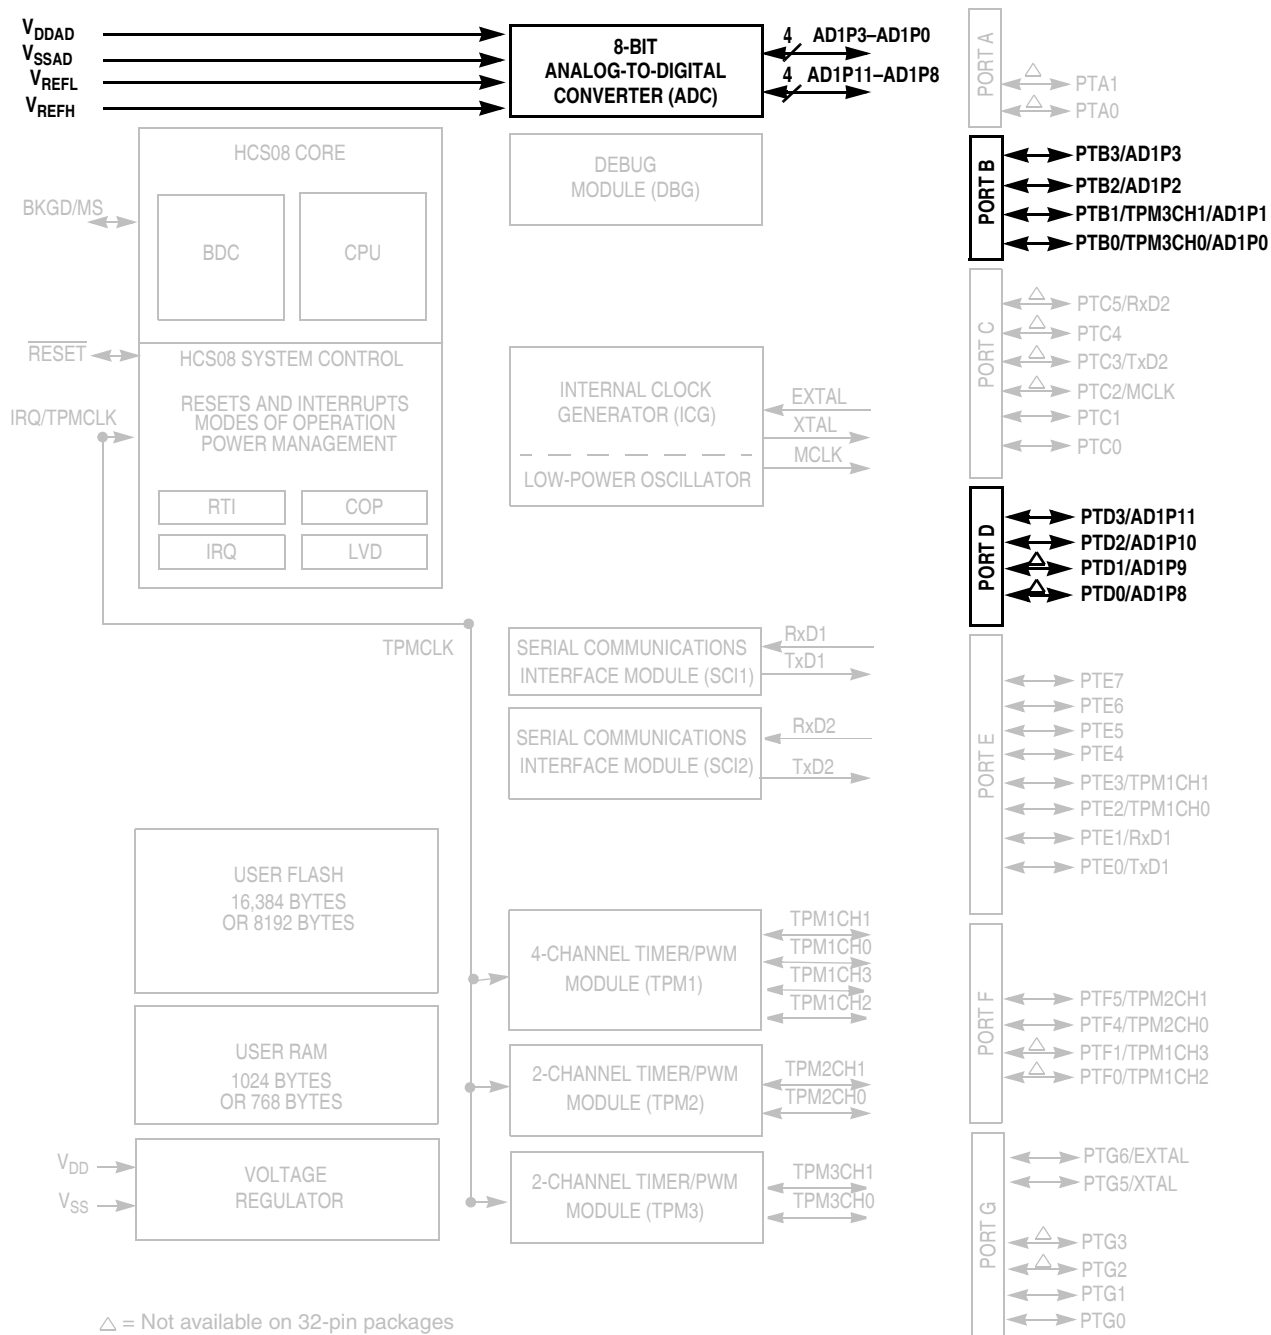 VDDAD
VSSAD
VREFL
VREFH
8-BIT
ANALOG-TO-DIGITAL
CONVERTER (ADC)
4 AD1P3–AD1P0
4 AD1P11–AD1P8
PORT A
PTA1
PTA0
HCS08 CORE
BDC
CPU
BKGD/MS
DEBUG
MODULE (DBG)
PORT B
PTB3/AD1P3
PTB2/AD1P2
PTB1/TPM3CH1/AD1P1
PTB0/TPM3CH0/AD1P0
RESET
IRQ/TPMCLK
HCS08 SYSTEM CONTROL
RESETS AND INTERRUPTS
MODES OF OPERATION
POWER MANAGEMENT
RTI
COP
IRQ
LVD
INTERNAL CLOCK
GENERATOR (ICG)
LOW-POWER OSCILLATOR
EXTAL
XTAL
MCLK
PORT C
PTC5/RxD2
PTC4
PTC3/TxD2
PTC2/MCLK
PTC1
PTC0
PORT D
PTD3/AD1P11
PTD2/AD1P10
PTD1/AD1P9
PTD0/AD1P8
TPMCLK
SERIAL COMMUNICATIONS
INTERFACE MODULE (SCI1)
RxD1
TxD1
SERIAL COMMUNICATIONS
INTERFACE MODULE (SCI2)
RxD2
TxD2
PORT E
PTE7
PTE6
PTE5
PTE4
PTE3/TPM1CH1
PTE2/TPM1CH0
PTE1/RxD1
PTE0/TxD1
USER FLASH
16,384 BYTES
OR 8192 BYTES
4-CHANNEL TIMER/PWM
MODULE (TPM1)
TPM1CH1
TPM1CH0
TPM1CH3
TPM1CH2
PORT F
PTF5/TPM2CH1
PTF4/TPM2CH0
PTF1/TPM1CH3
PTF0/TPM1CH2
USER RAM
1024 BYTES
OR 768 BYTES
2-CHANNEL TIMER/PWM
MODULE (TPM2)
TPM2CH1
TPM2CH0
VDD
VSS
VOLTAGE
REGULATOR
2-CHANNEL TIMER/PWM
MODULE (TPM3)
TPM3CH1
TPM3CH0
PORT G
PTG6/EXTAL
PTG5/XTAL
PTG3
PTG2
PTG1
PTG0
△ = Not available on 32-pin packages